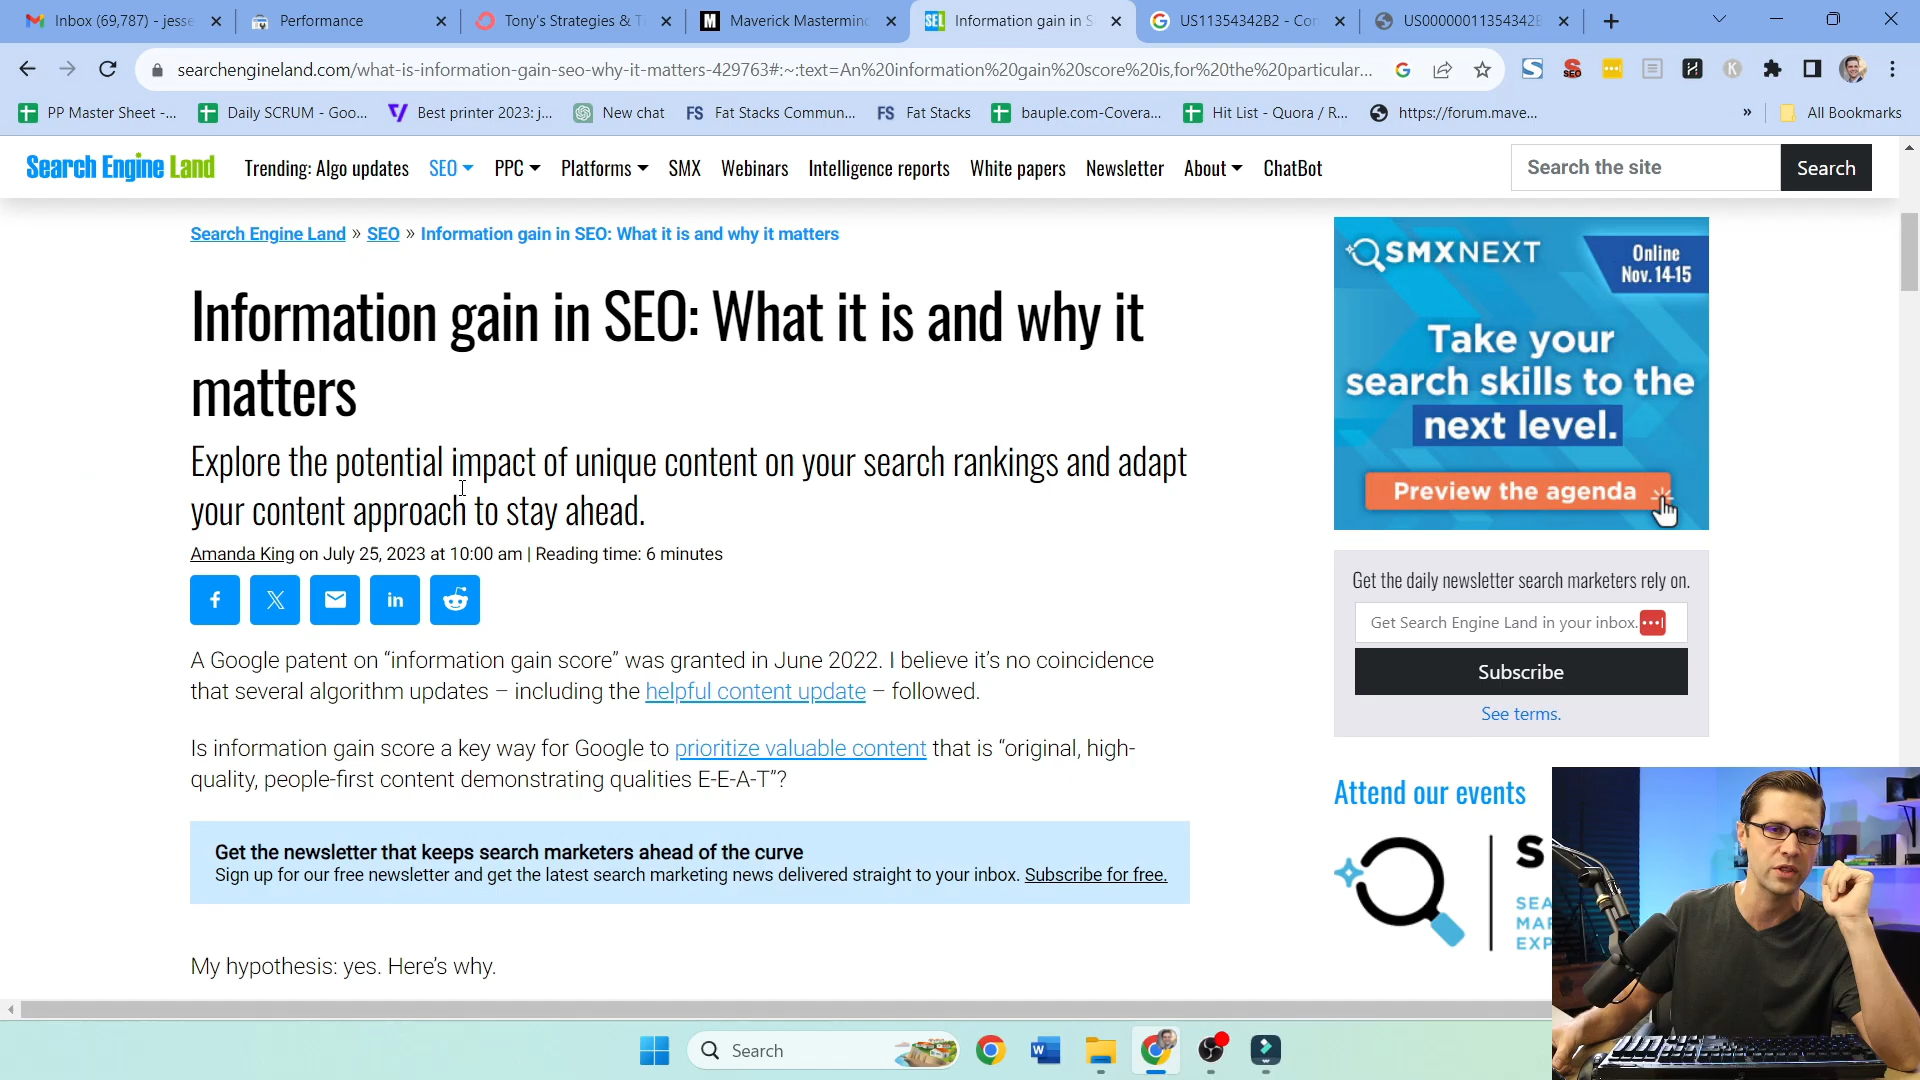 Inbox (69,787) - jesse
Performance
Tony's Strategies & T
Maverick Mastermin
SEL
Information gain in S
US11354342B2 - Con
US00000011354342B
searchengineland.com/what-is-information-gain-seo-why-it-matters-429763#:~:text=An%20information%20gain%20score%20is,for%20the%20particular...
PP Master Sheet -...
Daily SCRUM - Goo...
Best printer 2023: j...
New chat
FS Fat Stacks Commun...
FS Fat Stacks
bauple.com-Covera...
Hit List - Quora / R...
https://forum.mave...
»
All Bookmarks
Search Engine Land
Trending: Algo updates
SEO
PPC
Platforms
SMX
Webinars
Intelligence reports
White papers
Newsletter
About
ChatBot
Search the site
Search
Search Engine Land » SEO » Information gain in SEO: What it is and why it matters
Information gain in SEO: What it is and why it
matters
Explore the potential impact of unique content on your search rankings and adapt
your content approach to stay ahead.
Amanda King on July 25, 2023 at 10:00 am | Reading time: 6 minutes
A Google patent on “information gain score” was granted in June 2022. I believe it’s no coincidence
that several algorithm updates – including the helpful content update – followed.
Is information gain score a key way for Google to prioritize valuable content that is “original, high-
quality, people-first content demonstrating qualities E-E-A-T”?
Get the newsletter that keeps search marketers ahead of the curve
Sign up for our free newsletter and get the latest search marketing news delivered straight to your inbox. Subscribe for free.
My hypothesis: yes. Here’s why.
SMXNEXT
Online
Nov. 14-15
Take your
search skills to the
next level.
Preview the agenda
Get the daily newsletter search marketers rely on.
Get Search Engine Land in your inbox.
Subscribe
See terms.
Attend our events
S
SEA
MAR
EXP
Search